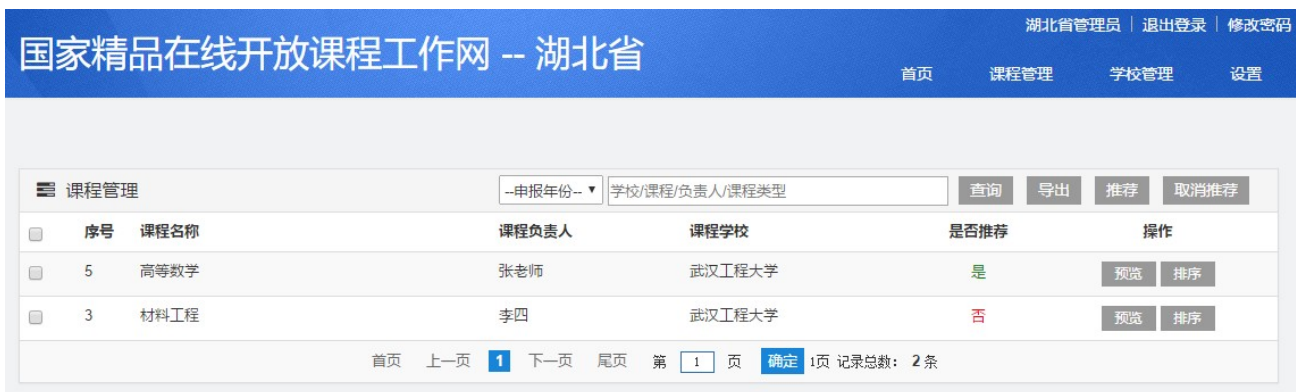 湖北省管理员 | 退出登录 | 修改密码
国家精品在线开放课程工作网 -- 湖北省
首页 课程管理 学校管理 设置
课程管理 --申报年份-- 学校/课程/负责人/课程类型 查询 导出 推荐 取消推荐
序号 课程名称 课程负责人 课程学校 是否推荐 操作
5 高等数学 张老师 武汉工程大学 是 预览 排序
3 材料工程 李四 武汉工程大学 否 预览 排序
首页 上一页 1 下一页 尾页 第 1 页 确定 1页 记录总数： 2 条